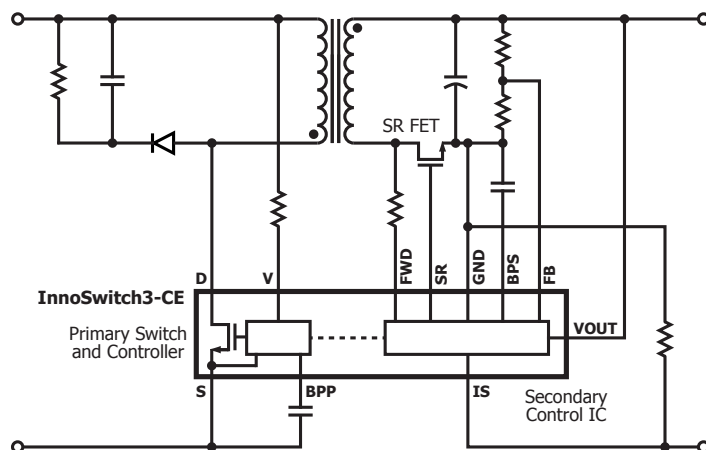 SR FET
D
V
FWD
SR
GND
BPS
FB
InnoSwitch3-CE
Primary Switch
and Controller
VOUT
S
BPP
IS
Secondary
Control IC